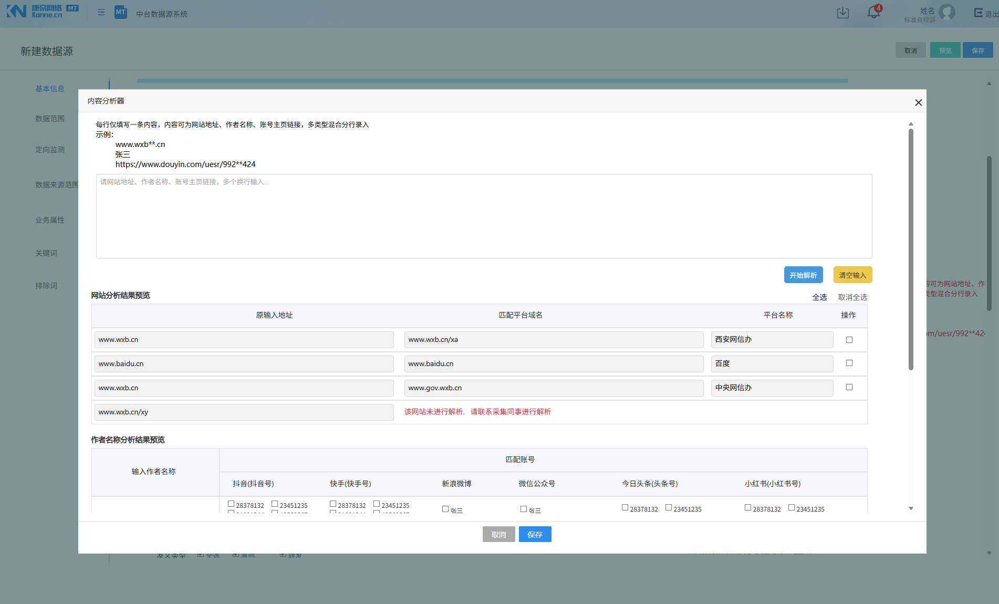 康奈网络 MT
Konne.cn
MT
中台数据源系统
4
姓名
标准合规部
退出
新建数据源
取消
预览
保存
基本信息
数据范围
定向监测
数据来源范围
业务属性
关键词
排除词
内容分析器
每行仅填写一条内容，内容可为网站地址、作者名称、账号主页链接，多类型混合分行录入
示例：
www.wxb**.cn
张三
https://www.douyin.com/uesr/992**424
请网站地址、作者名称、账号主页链接，多个换行输入...
开始解析
清空输入
容可为网站地址、作
类型混合分行录入
om/uesr/992**424
网站分析结果预览
全选
取消全选
原输入地址
匹配平台域名
平台名称
操作
www.wxb.cn
www.wxb.cn/xa
西安网信办
www.baidu.cn
www.baidu.cn
百度
www.wxb.cn
www.gov.wxb.cn
中央网信办
www.wxb.cn/xy
该网站未进行解析，请联系采集同事进行解析
作者名称分析结果预览
输入作者名称
匹配账号
抖音(抖音号)
快手(快手号)
新浪微博
微信公众号
今日头条(头条号)
小红书(小红书号)
28378132
23451235
28378132
23451235
张三
张三
28378132
23451235
28378132
23451235
取消
保存
发文类型
全选
原创
转发